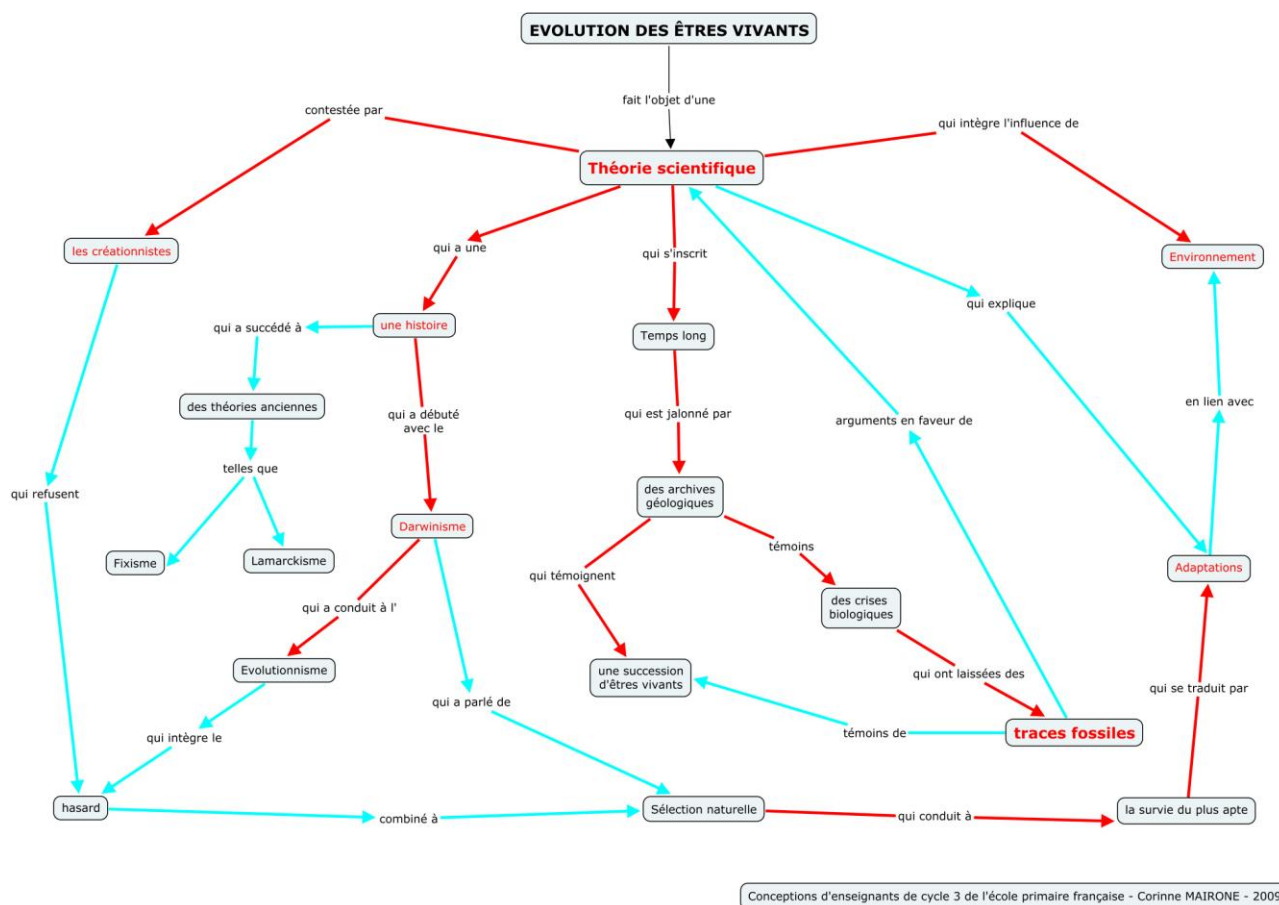 EVOLUTION DES ÊTRES VIVANTS
fait l'objet d'une
contestée par
qui intègre l'influence de
Théorie scientifique
les créationnistes
qui a une
qui s'inscrit
Environnement
qui explique
qui a succédé à
une histoire
Temps long
des théories anciennes
qui a débuté
avec le
qui est jalonné par
arguments en faveur de
en lien avec
telles que
qui refusent
des archives
géologiques
Fixisme
Lamarckisme
Darwinisme
témoins
qui témoignent
Adaptations
des crises
biologiques
qui a conduit à l'
Evolutionnisme
une succession
d'êtres vivants
qui ont laissées des
qui se traduit par
qui a parlé de
qui intègre le
témoins de
traces fossiles
hasard
combiné à
Sélection naturelle
qui conduit à
la survie du plus apte
Conceptions d'enseignants de cycle 3 de l'école primaire française - Corinne MAIRONE - 2009